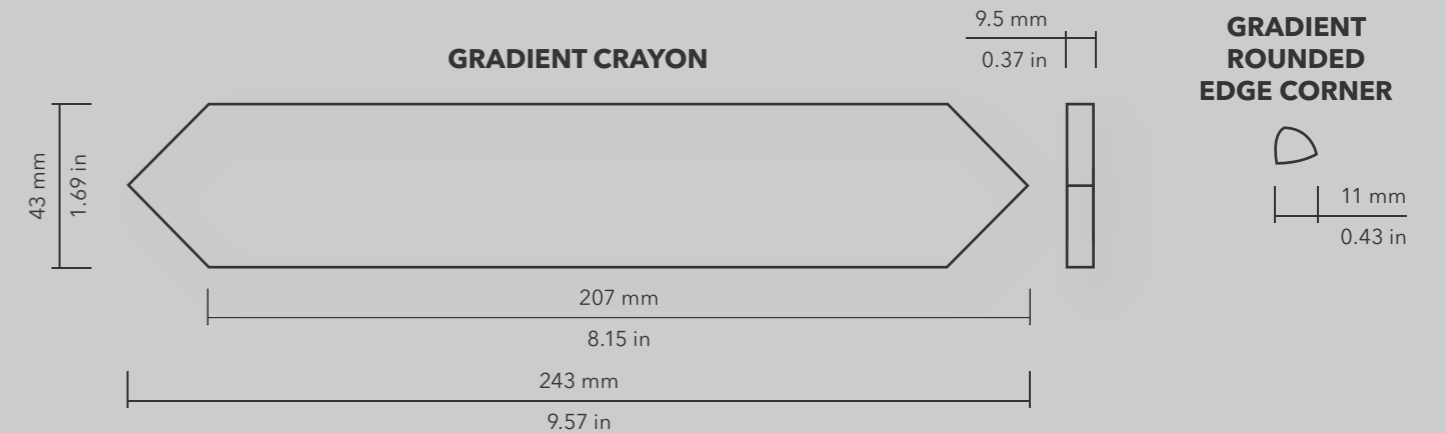 GRADIENT CRAYON
9.5 mm
0.37 in
GRADIENT
ROUNDED
EDGE CORNER
43 mm
1.69 in
11 mm
0.43 in
207 mm
8.15 in
243 mm
9.57 in